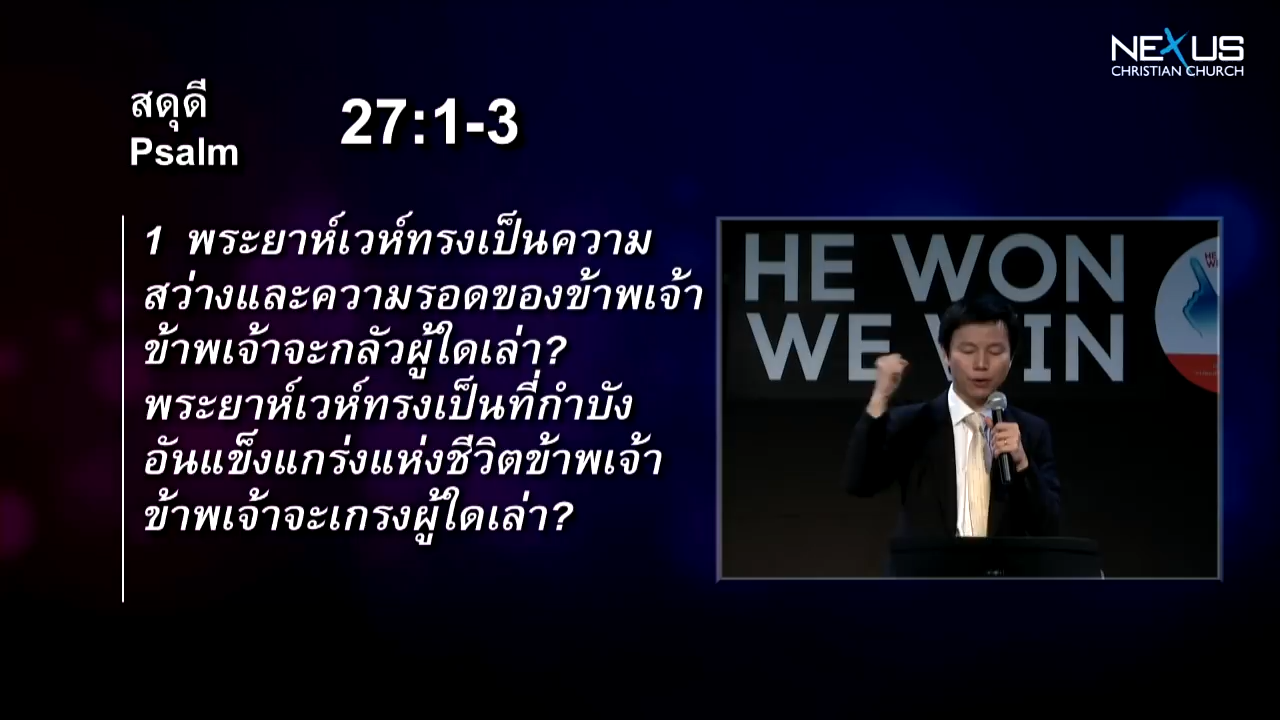 NEXUS
CHRISTIAN CHURCH
สดุดี
Psalm
27:1-3
1 พระยาห์เวห์ทรงเป็นความ
สว่างและความรอดของข้าพเจ้า
ข้าพเจ้าจะกลัวผู้ใดเล่า?
พระยาห์เวห์ทรงเป็นที่กำบัง
อันแข็งแกร่งแห่งชีวิตข้าพเจ้า
ข้าพเจ้าจะเกรงผู้ใดเล่า?
HE WON
WE WIN